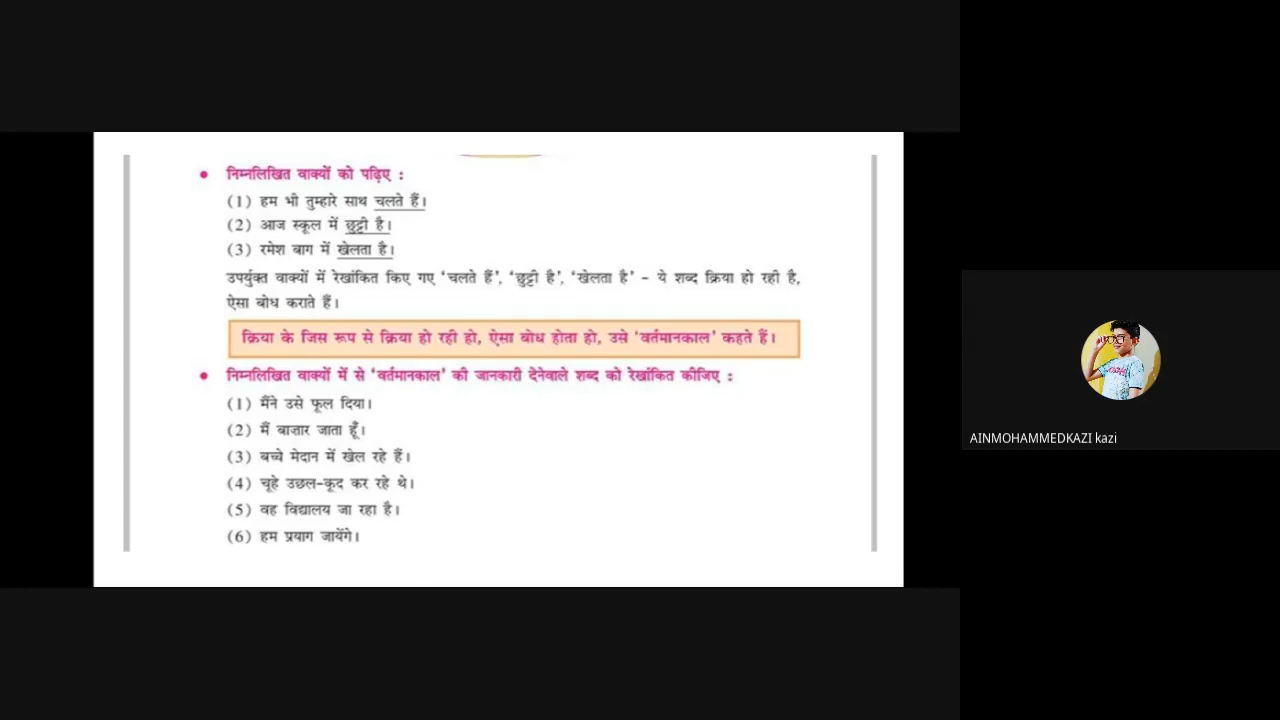 • निम्नलिखित वाक्यों को पढ़िए :
(1) हम भी तुम्हारे साथ चलते हैं।
(2) आज स्कूल में छुट्टी है।
(3) रमेश बाग में खेलता है।
उपर्युक्त वाक्यों में रेखांकित किए गए ‘चलते हैं’, ‘छुट्टी है’, ‘खेलता है’ - ये शब्द क्रिया हो रही है,
ऐसा बोध कराते हैं।
क्रिया के जिस रूप से क्रिया हो रही हो, ऐसा बोध होता हो, उसे ‘वर्तमानकाल’ कहते हैं।
• निम्नलिखित वाक्यों में से ‘वर्तमानकाल’ की जानकारी देनेवाले शब्द को रेखांकित कीजिए :
(1) मैंने उसे फूल दिया।
(2) मैं बाज़ार जाता हूँ।
(3) बच्चे मेदान में खेल रहे हैं।
(4) चूहे उछल-कूद कर रहे थे।
(5) वह विद्यालय जा रहा है।
(6) हम प्रयाग जायेंगे।
AINMOHAMMEDKAZI kazi